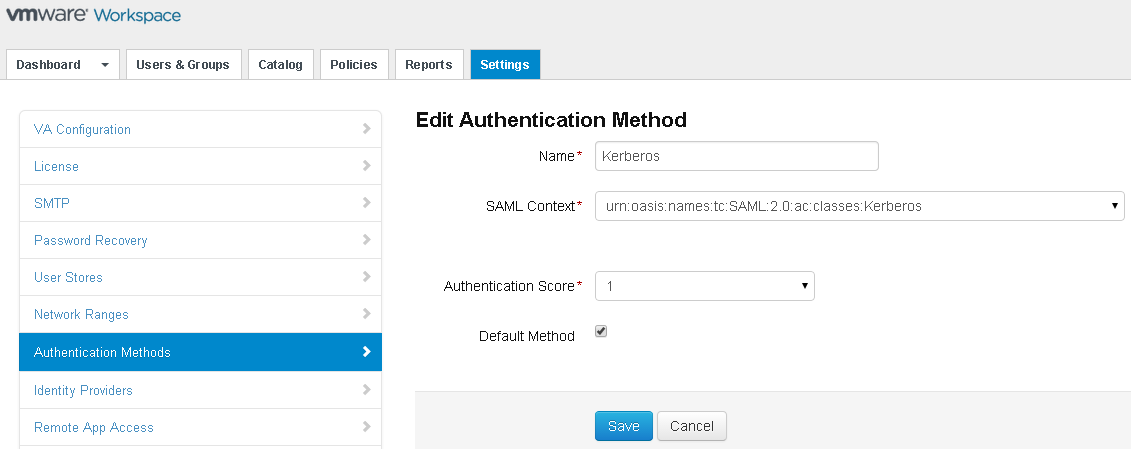 vmware® Workspace
Dashboard Users & Groups Catalog Policies Reports Settings
VA Configuration
License
SMTP
Password Recovery
User Stores
Network Ranges
Authentication Methods
Identity Providers
Remote App Access
Edit Authentication Method
Name* Kerberos
SAML Context* urn:oasis:names:tc:SAML:2.0:ac:classes:Kerberos
Authentication Score* 1
Default Method
Save Cancel